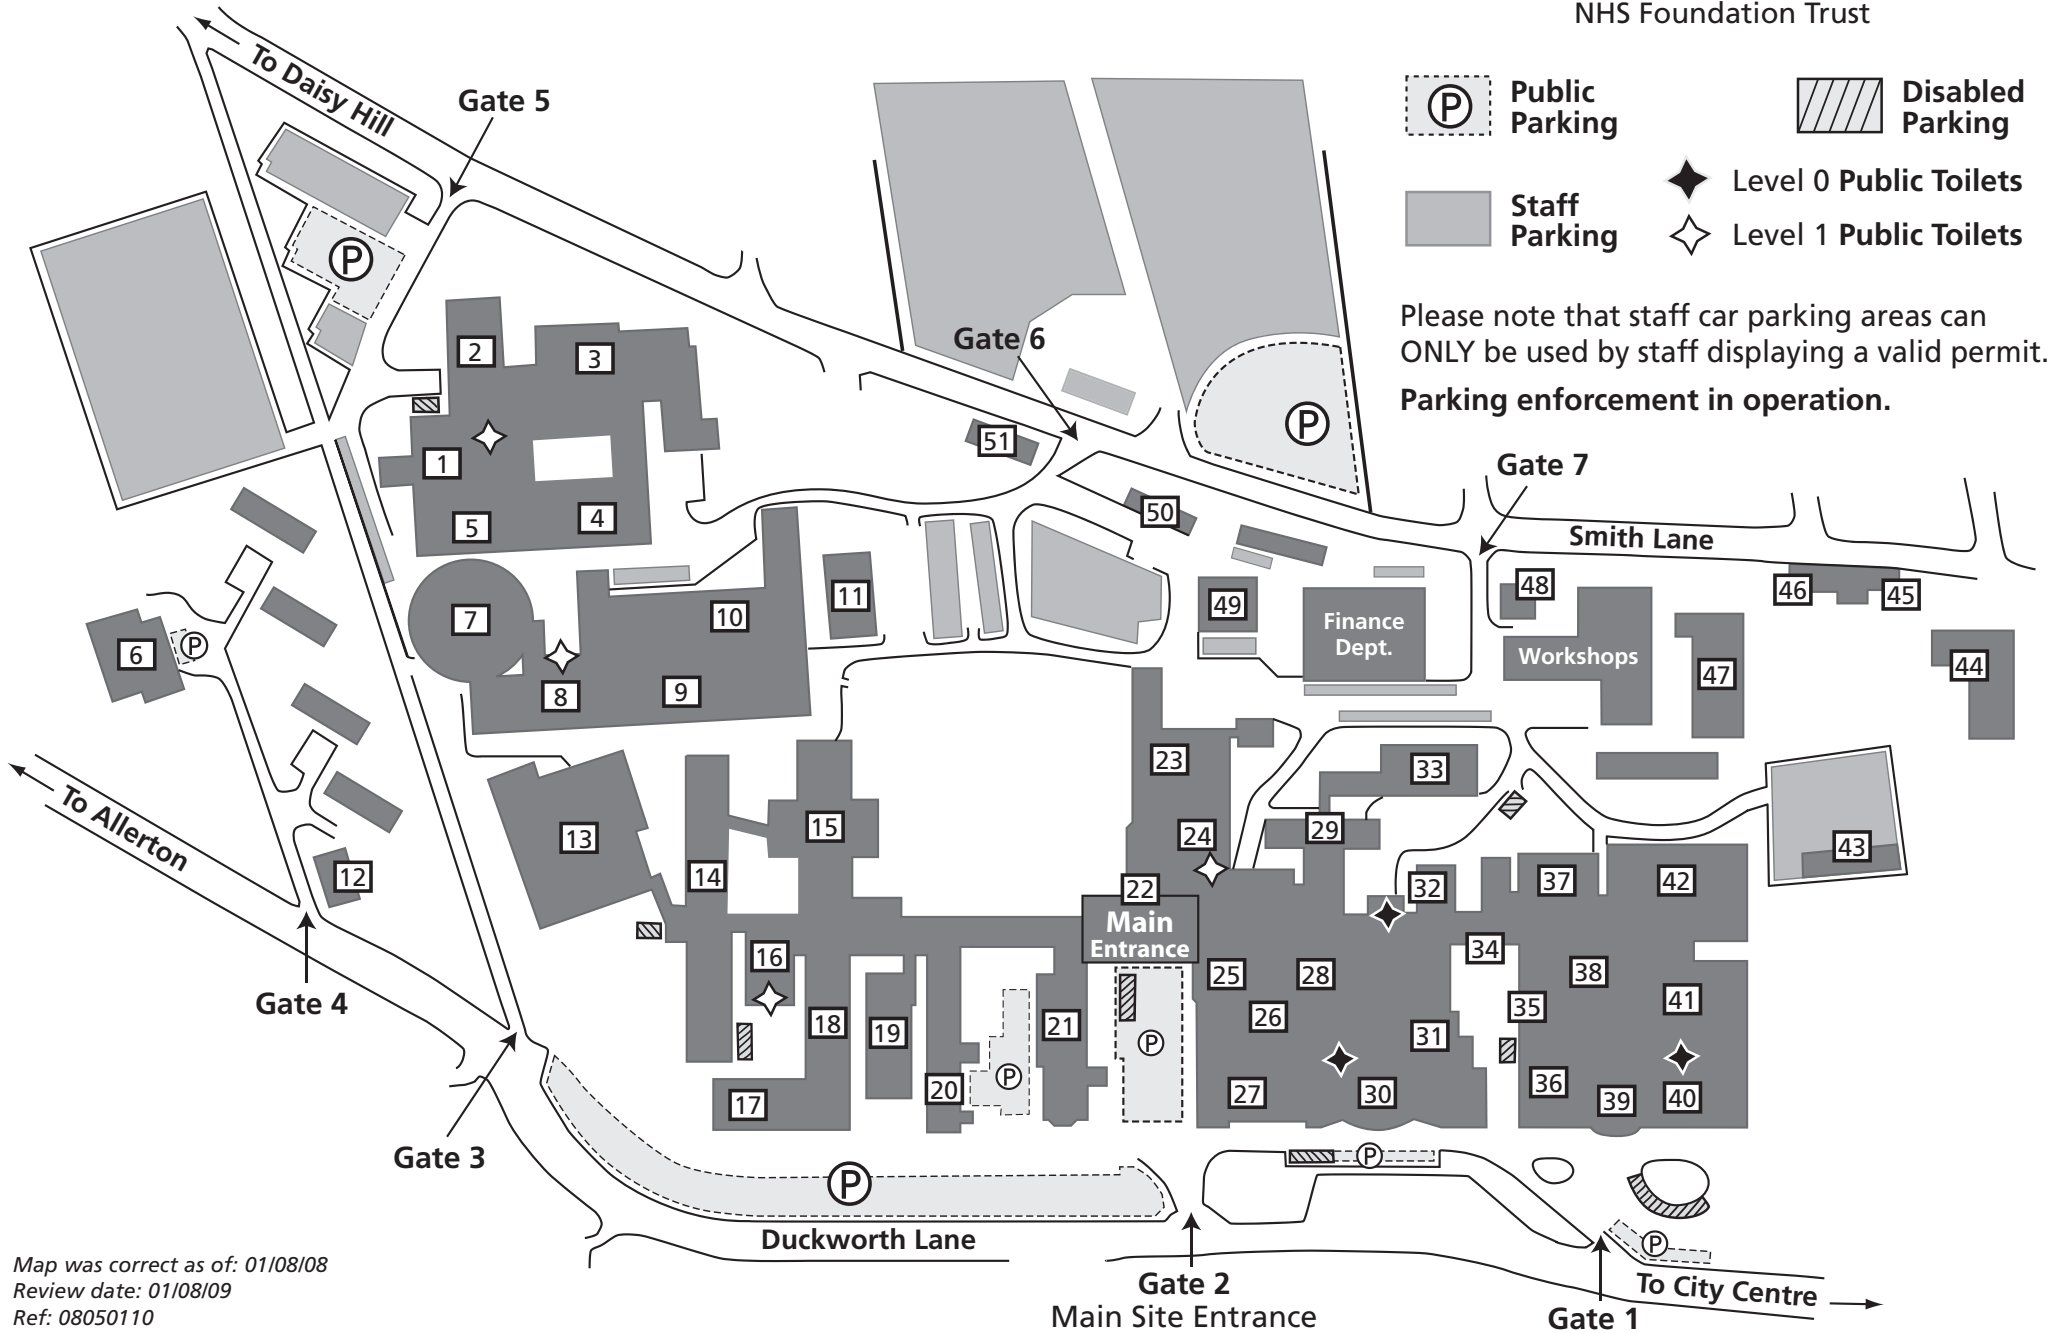 NHS Foundation Trust
P
Public
Parking
Disabled
Parking
Level 0 Public Toilets
Staff
Parking
Level 1 Public Toilets
Please note that staff car parking areas can
ONLY be used by staff displaying a valid permit.
Parking enforcement in operation.
To Daisy Hill
Gate 5
P
Gate 6
P
Gate 7
Smith Lane
2
3
1
5
4
51
50
7
10
11
8
9
6
P
49
Finance
Dept.
48
Workshops
47
46
45
44
43
To Allerton
12
Gate 4
13
14
15
16
17
18
19
20
P
21
22
Main
Entrance
23
24
P
25
28
26
27
29
33
32
31
30
34
35
36
37
42
38
41
39
40
Gate 3
P
Duckworth Lane
P
P
Gate 2
Main Site Entrance
Gate 1
To City Centre
Map was correct as of: 01/08/08
Review date: 01/08/09
Ref: 08050110